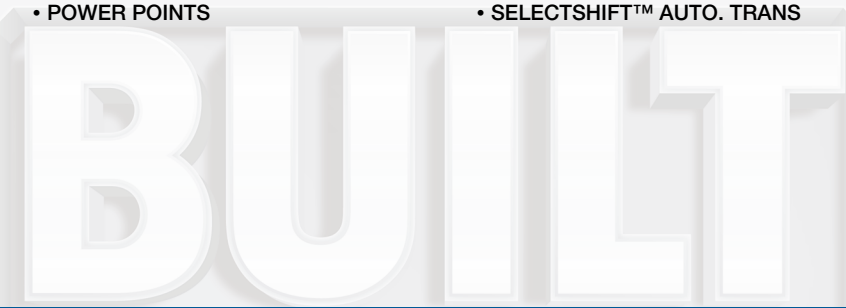 • POWER POINTS
• SELECTSHIFT™ AUTO. TRANS
BUILT